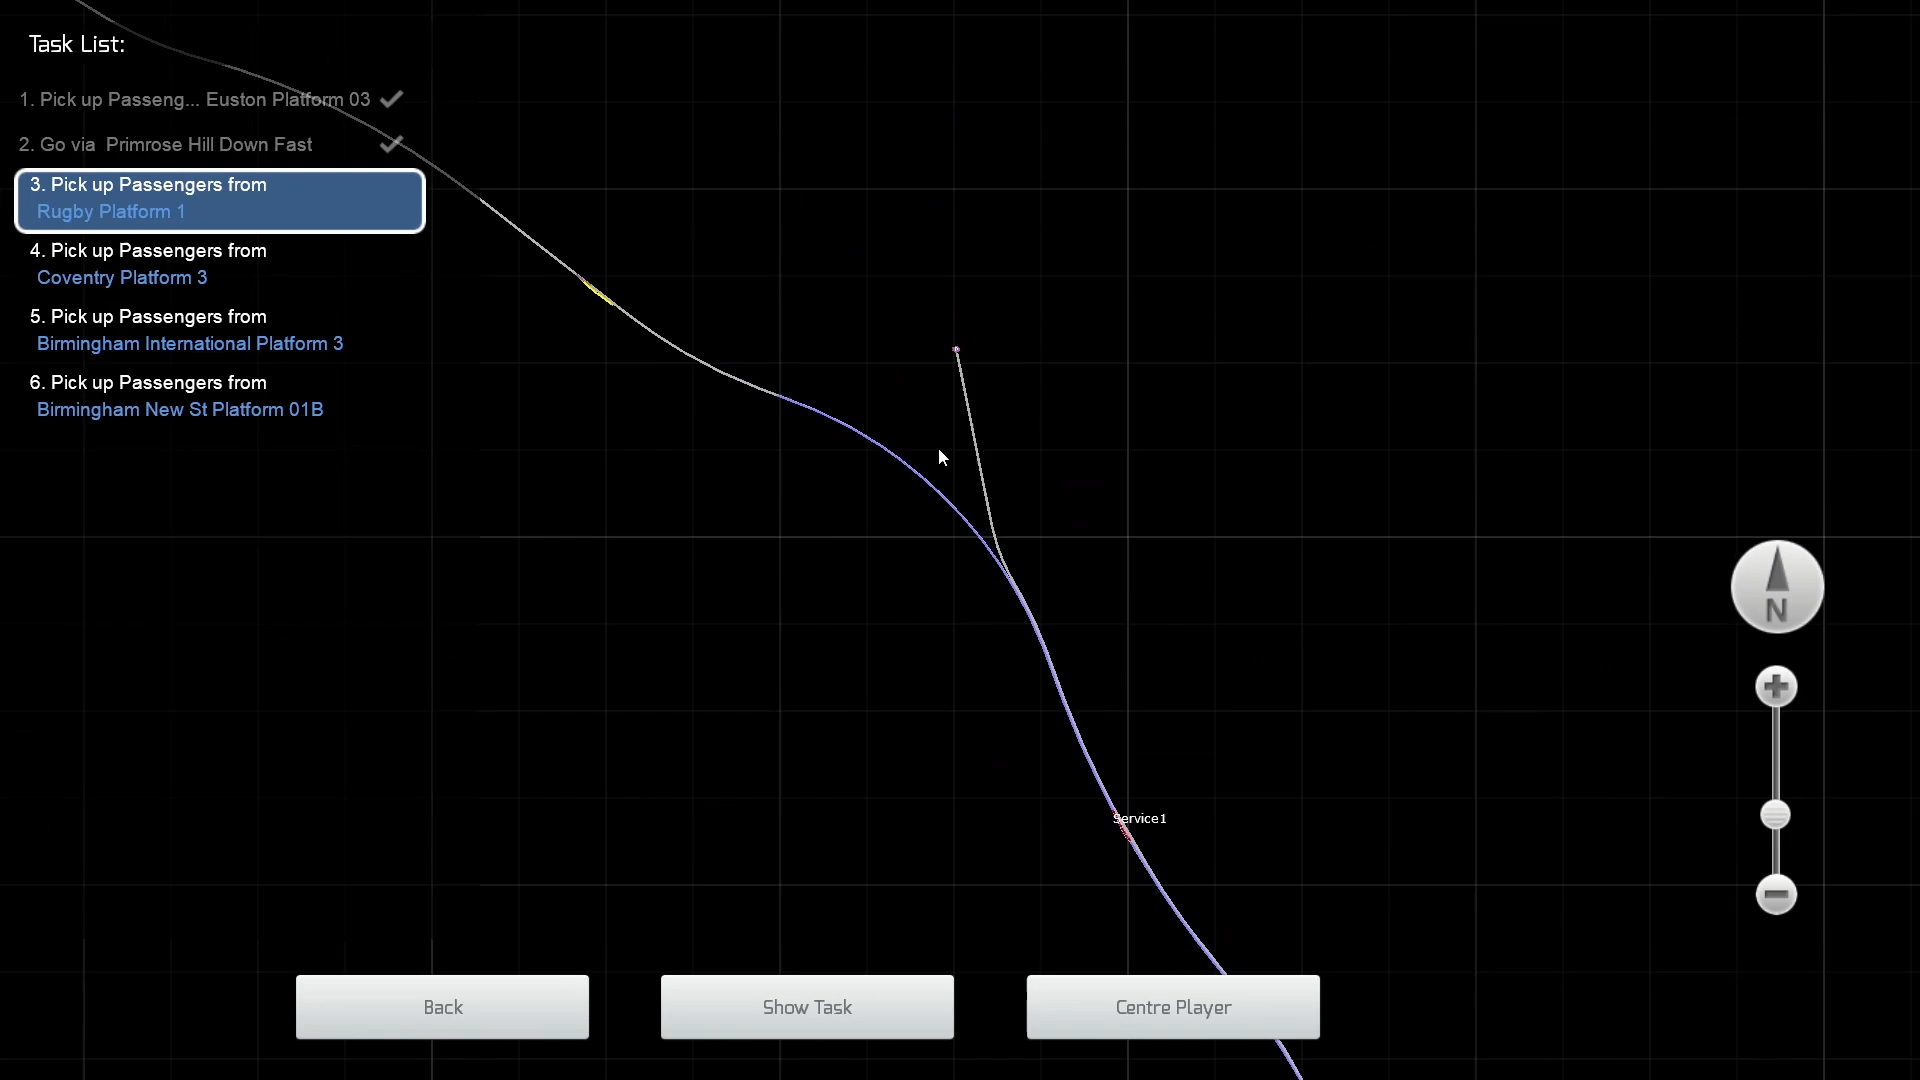 Task List:
1. Pick up Passeng... Euston Platform 03
2. Go via  Primrose Hill Down Fast
3. Pick up Passengers from
Rugby Platform 1
4. Pick up Passengers from
Coventry Platform 3
5. Pick up Passengers from
Birmingham International Platform 3
6. Pick up Passengers from
Birmingham New St Platform 01B
Service1
N
Back
Show Task
Centre Player